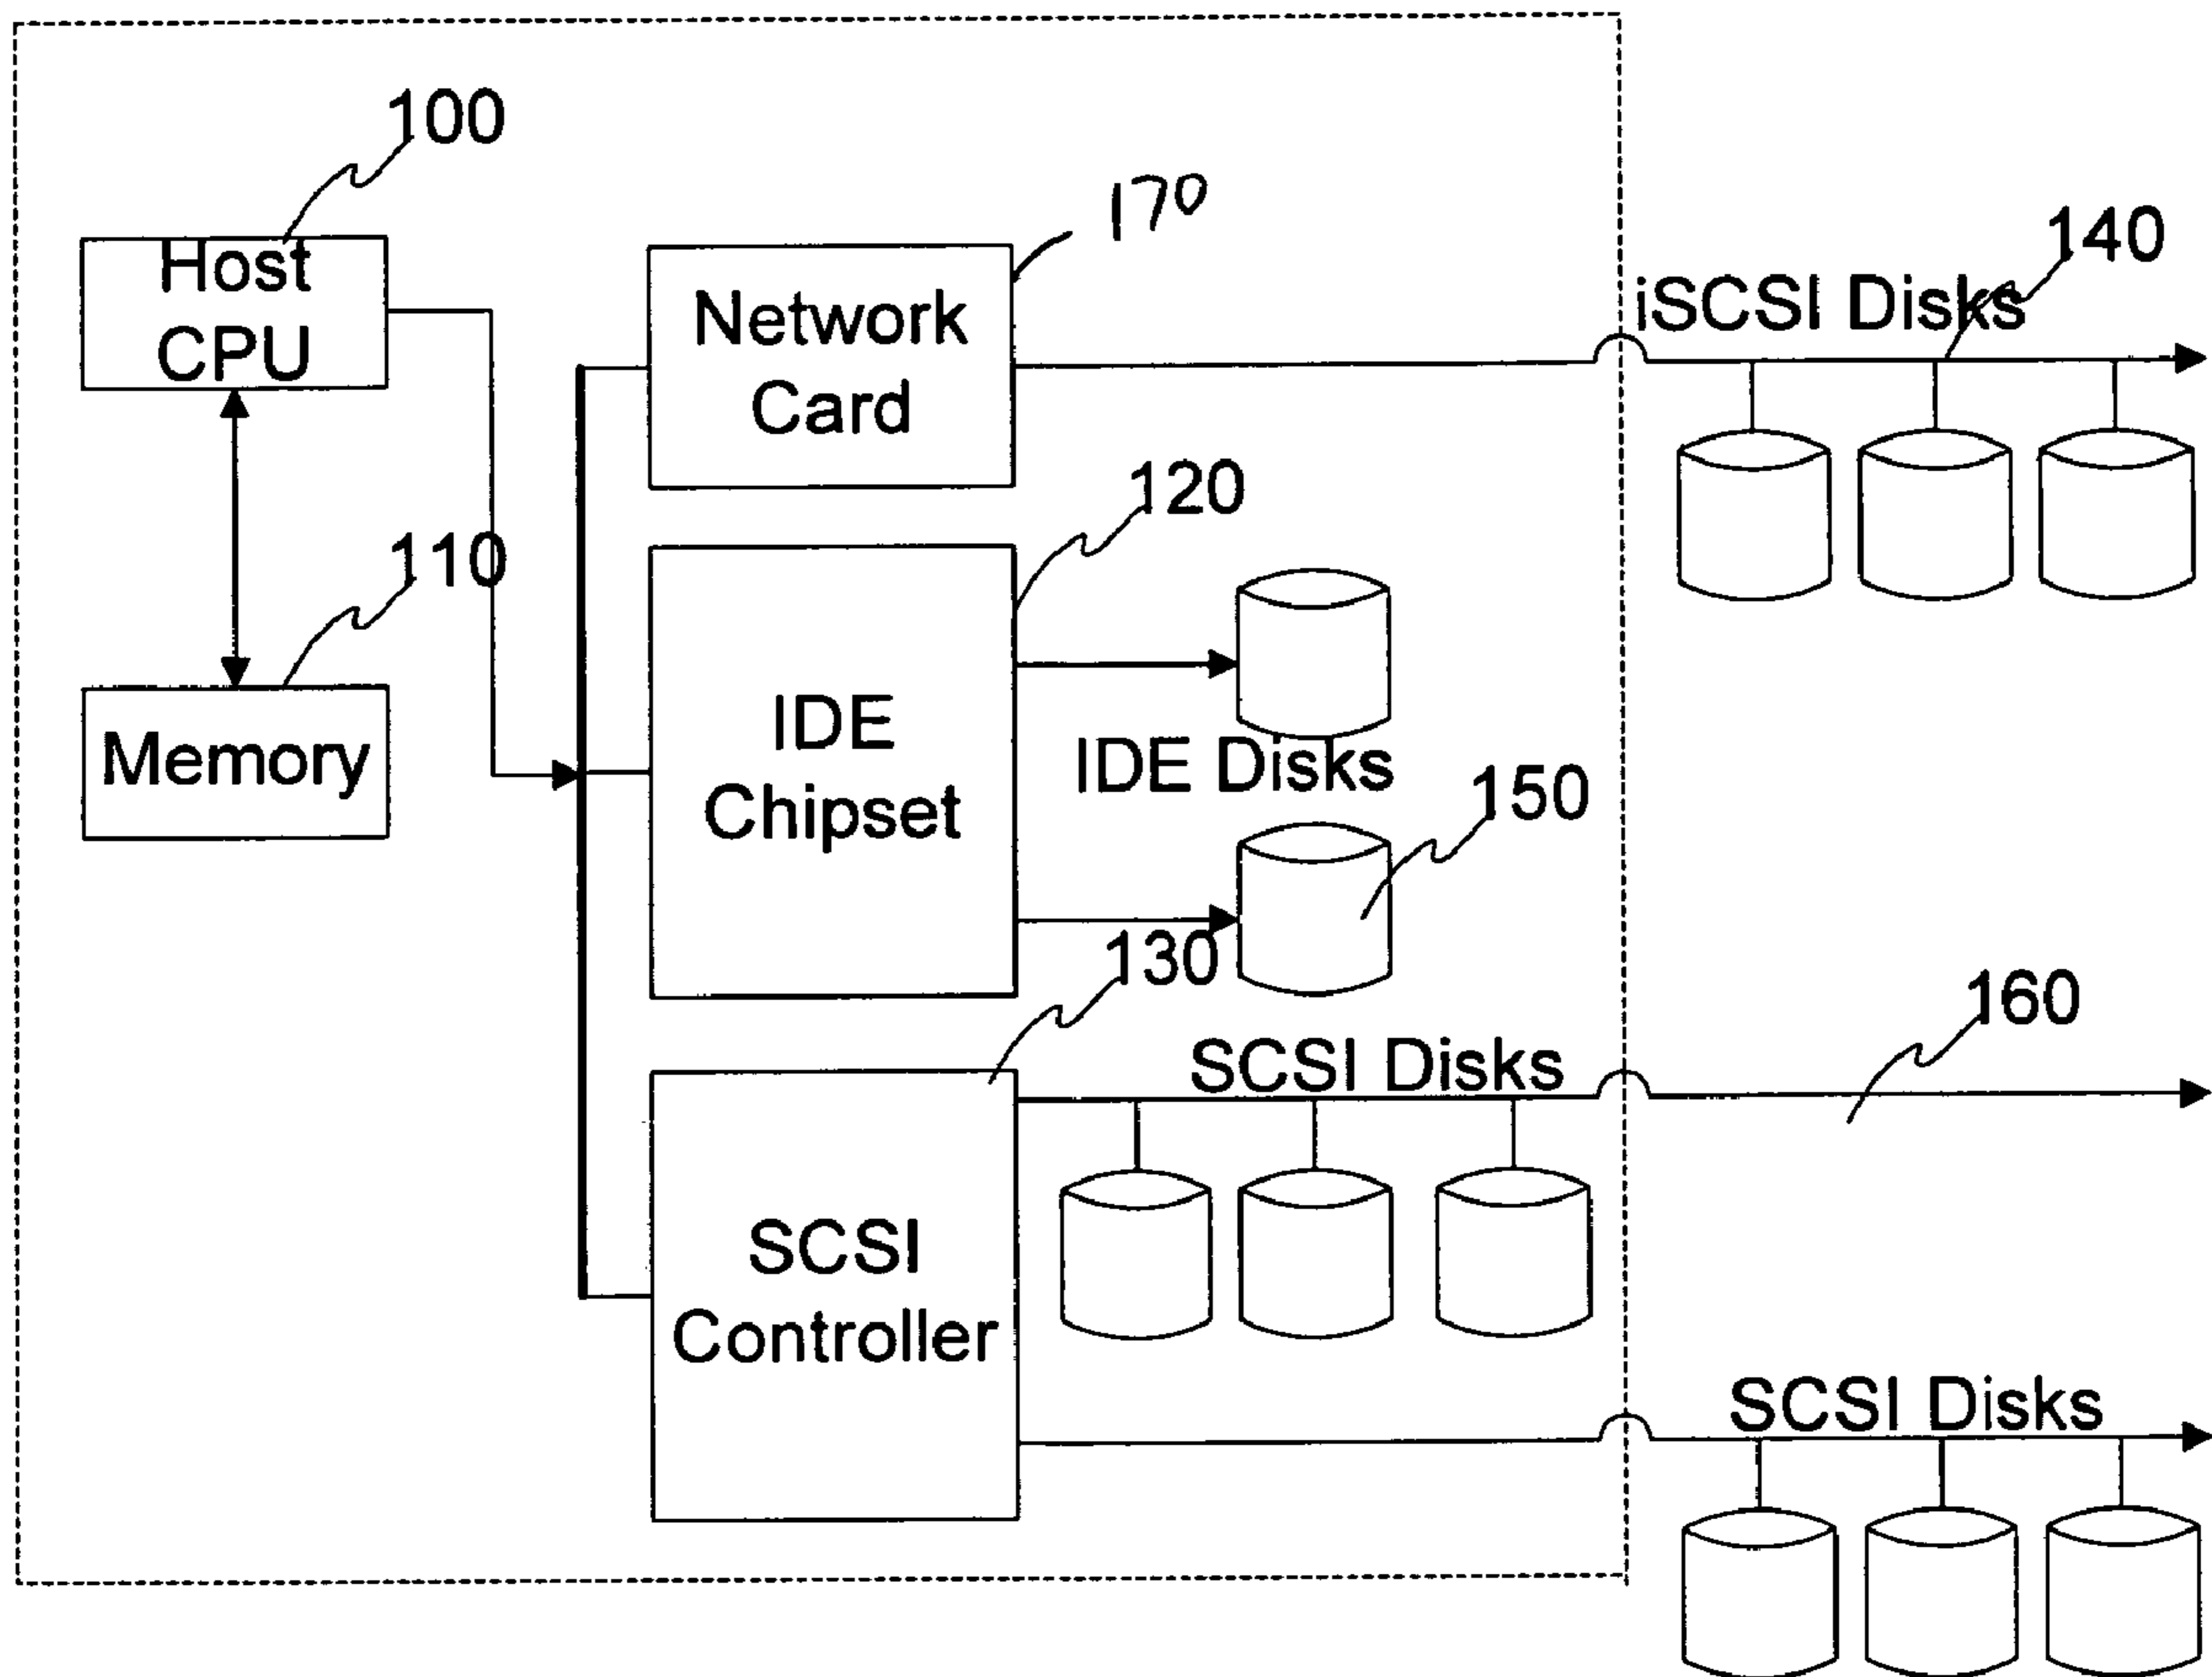 100
Host
CPU
110
Memory
170
Network
Card
140
iSCSI Disks
120
IDE
Chipset
IDE Disks
150
130
SCSI
Controller
SCSI Disks
160
SCSI Disks